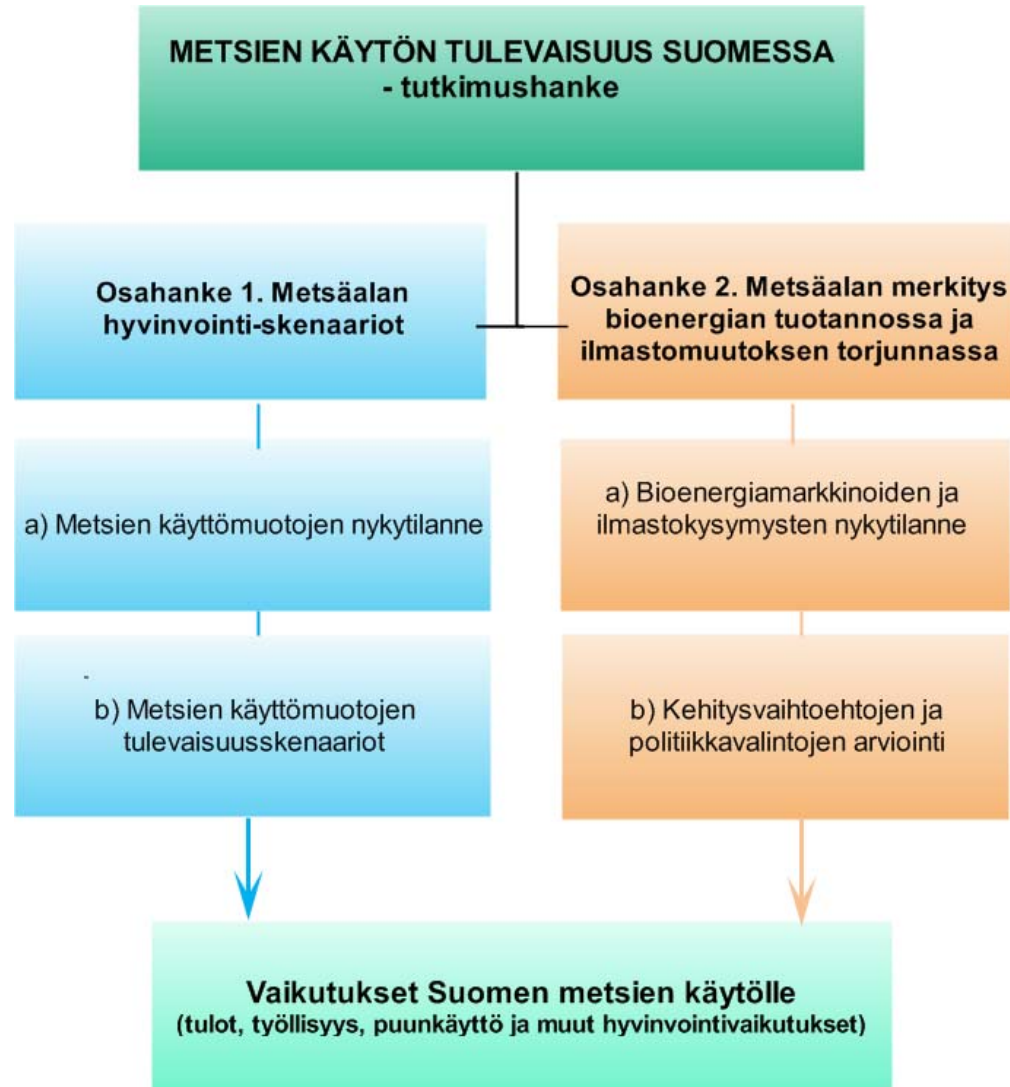 METSIEN KÄYTÖN TULEVAISUUS SUOMESSA
- tutkimushanke
Osahanke 1. Metsäalan
hyvinvointi-skenaariot
a) Metsien käyttömuotojen nykytilanne
-
b) Metsien käyttömuotojen
tulevaisuusskenaariot
Osahanke 2. Metsäalan merkitys
bioenergian tuotannossa ja
ilmastomuutoksen torjunnassa
a) Bioenergiamarkkinoiden ja
ilmastokysymysten nykytilanne
b) Kehitysvaihtoehtojen ja
politiikkavalintojen arviointi
Vaikutukset Suomen metsien käytölle
(tulot, työllisyys, puunkäyttö ja muut hyvinvointivaikutukset)